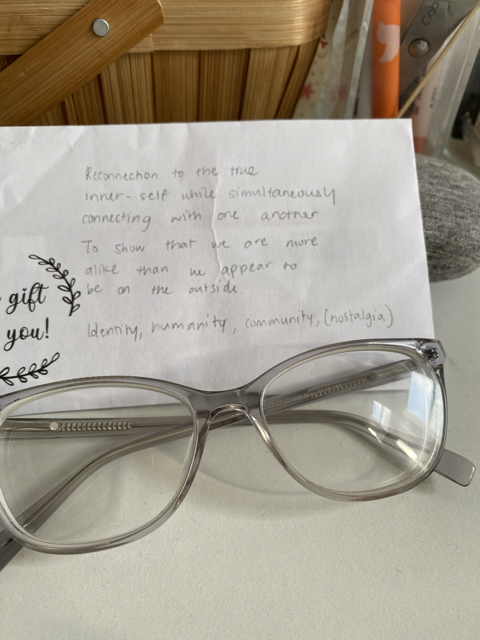 Reconnection to the true
inner-self while simultaneously
connecting with one another
To show that we are more
alike than we appear to
be on the outside
Identity, humanity, community, (nostalgia)
gift
you!